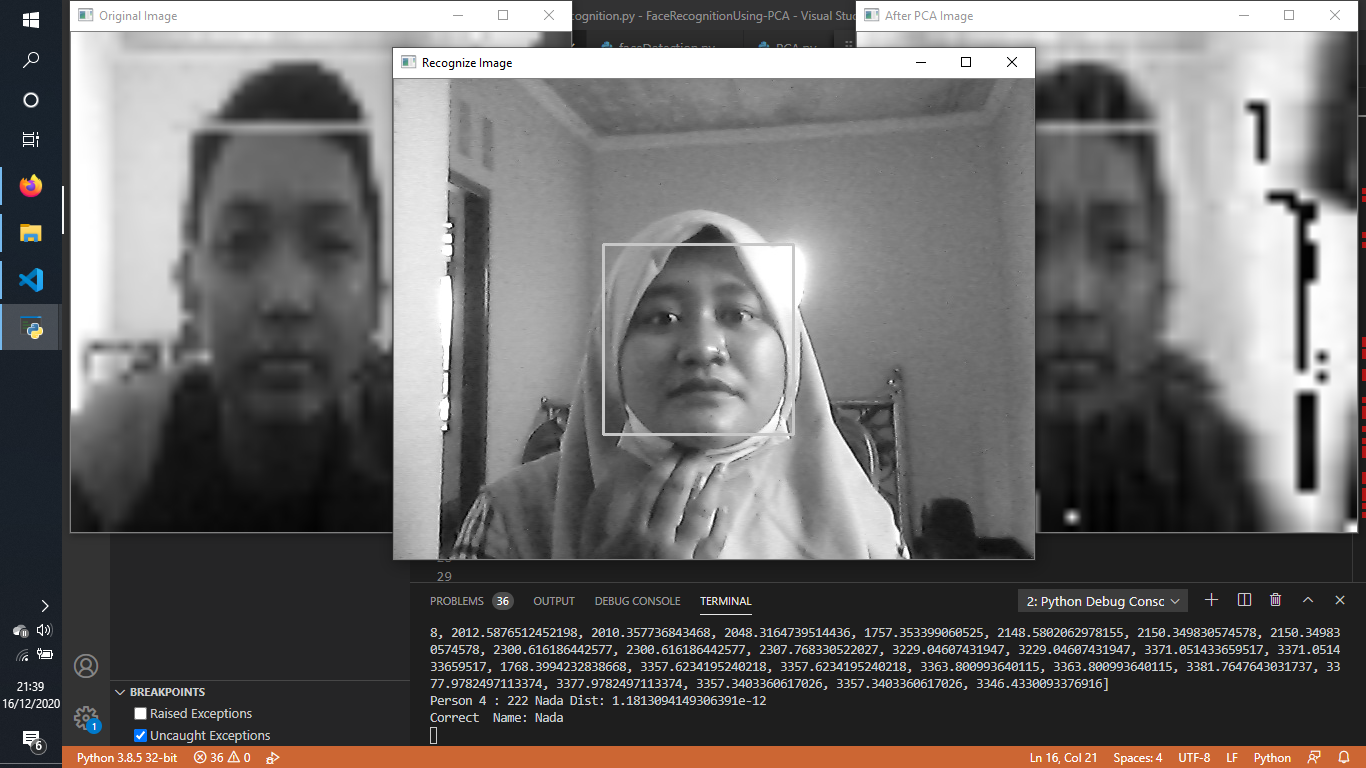 Original Image
cognition.py - FaceRecognitionUsing-PCA - Visual Stud
After PCA Image
faceDetection.py
PCA.py
Recognize Image
29
PROBLEMS 36 OUTPUT DEBUG CONSOLE TERMINAL
2: Python Debug Consc
8, 2012.5876512452198, 2010.357736843468, 2048.3164739514436, 1757.353399060525, 2148.5802062978155, 2150.349830574578, 2150.34983
0574578, 2300.616186442577, 2300.616186442577, 2307.768330522027, 3229.04607431947, 3229.04607431947, 3371.051433659517, 3371.0514
33659517, 1768.3994232838668, 3357.6234195240218, 3357.6234195240218, 3363.800993640115, 3363.800993640115, 3381.7647643031737, 33
77.9782497113374, 3377.9782497113374, 3357.3403360617026, 3357.3403360617026, 3346.4330093376916]
Person 4 : 222 Nada Dist: 1.1813094149306391e-12
Correct  Name: Nada
BREAKPOINTS
Raised Exceptions
Uncaught Exceptions
1
21:39
16/12/2020
6
Python 3.8.5 32-bit
36 0
Ln 16, Col 21
Spaces: 4
UTF-8
LF
Python